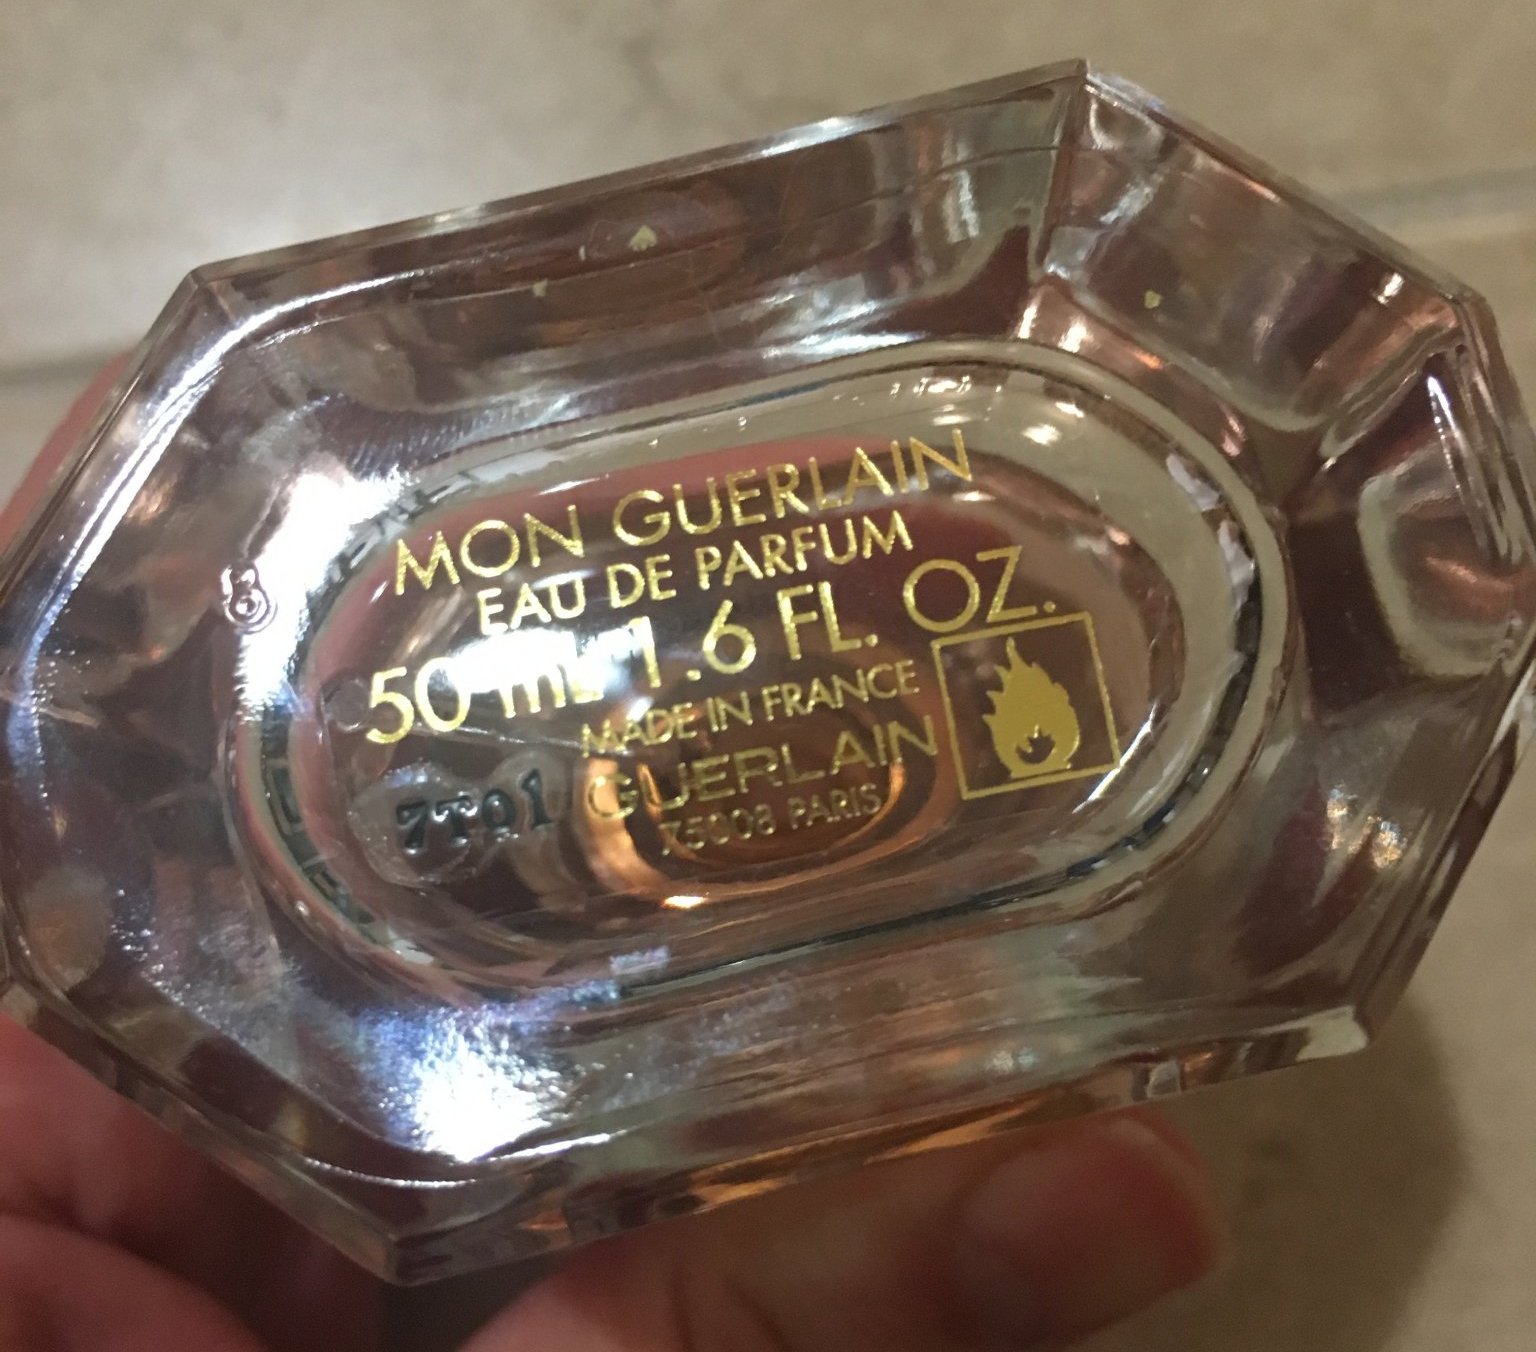 MON GUERLAIN
EAU DE PARFUM
50 mL 1.6 FL. OZ.
MADE IN FRANCE
GUERLAIN
75008 PARIS
7T01